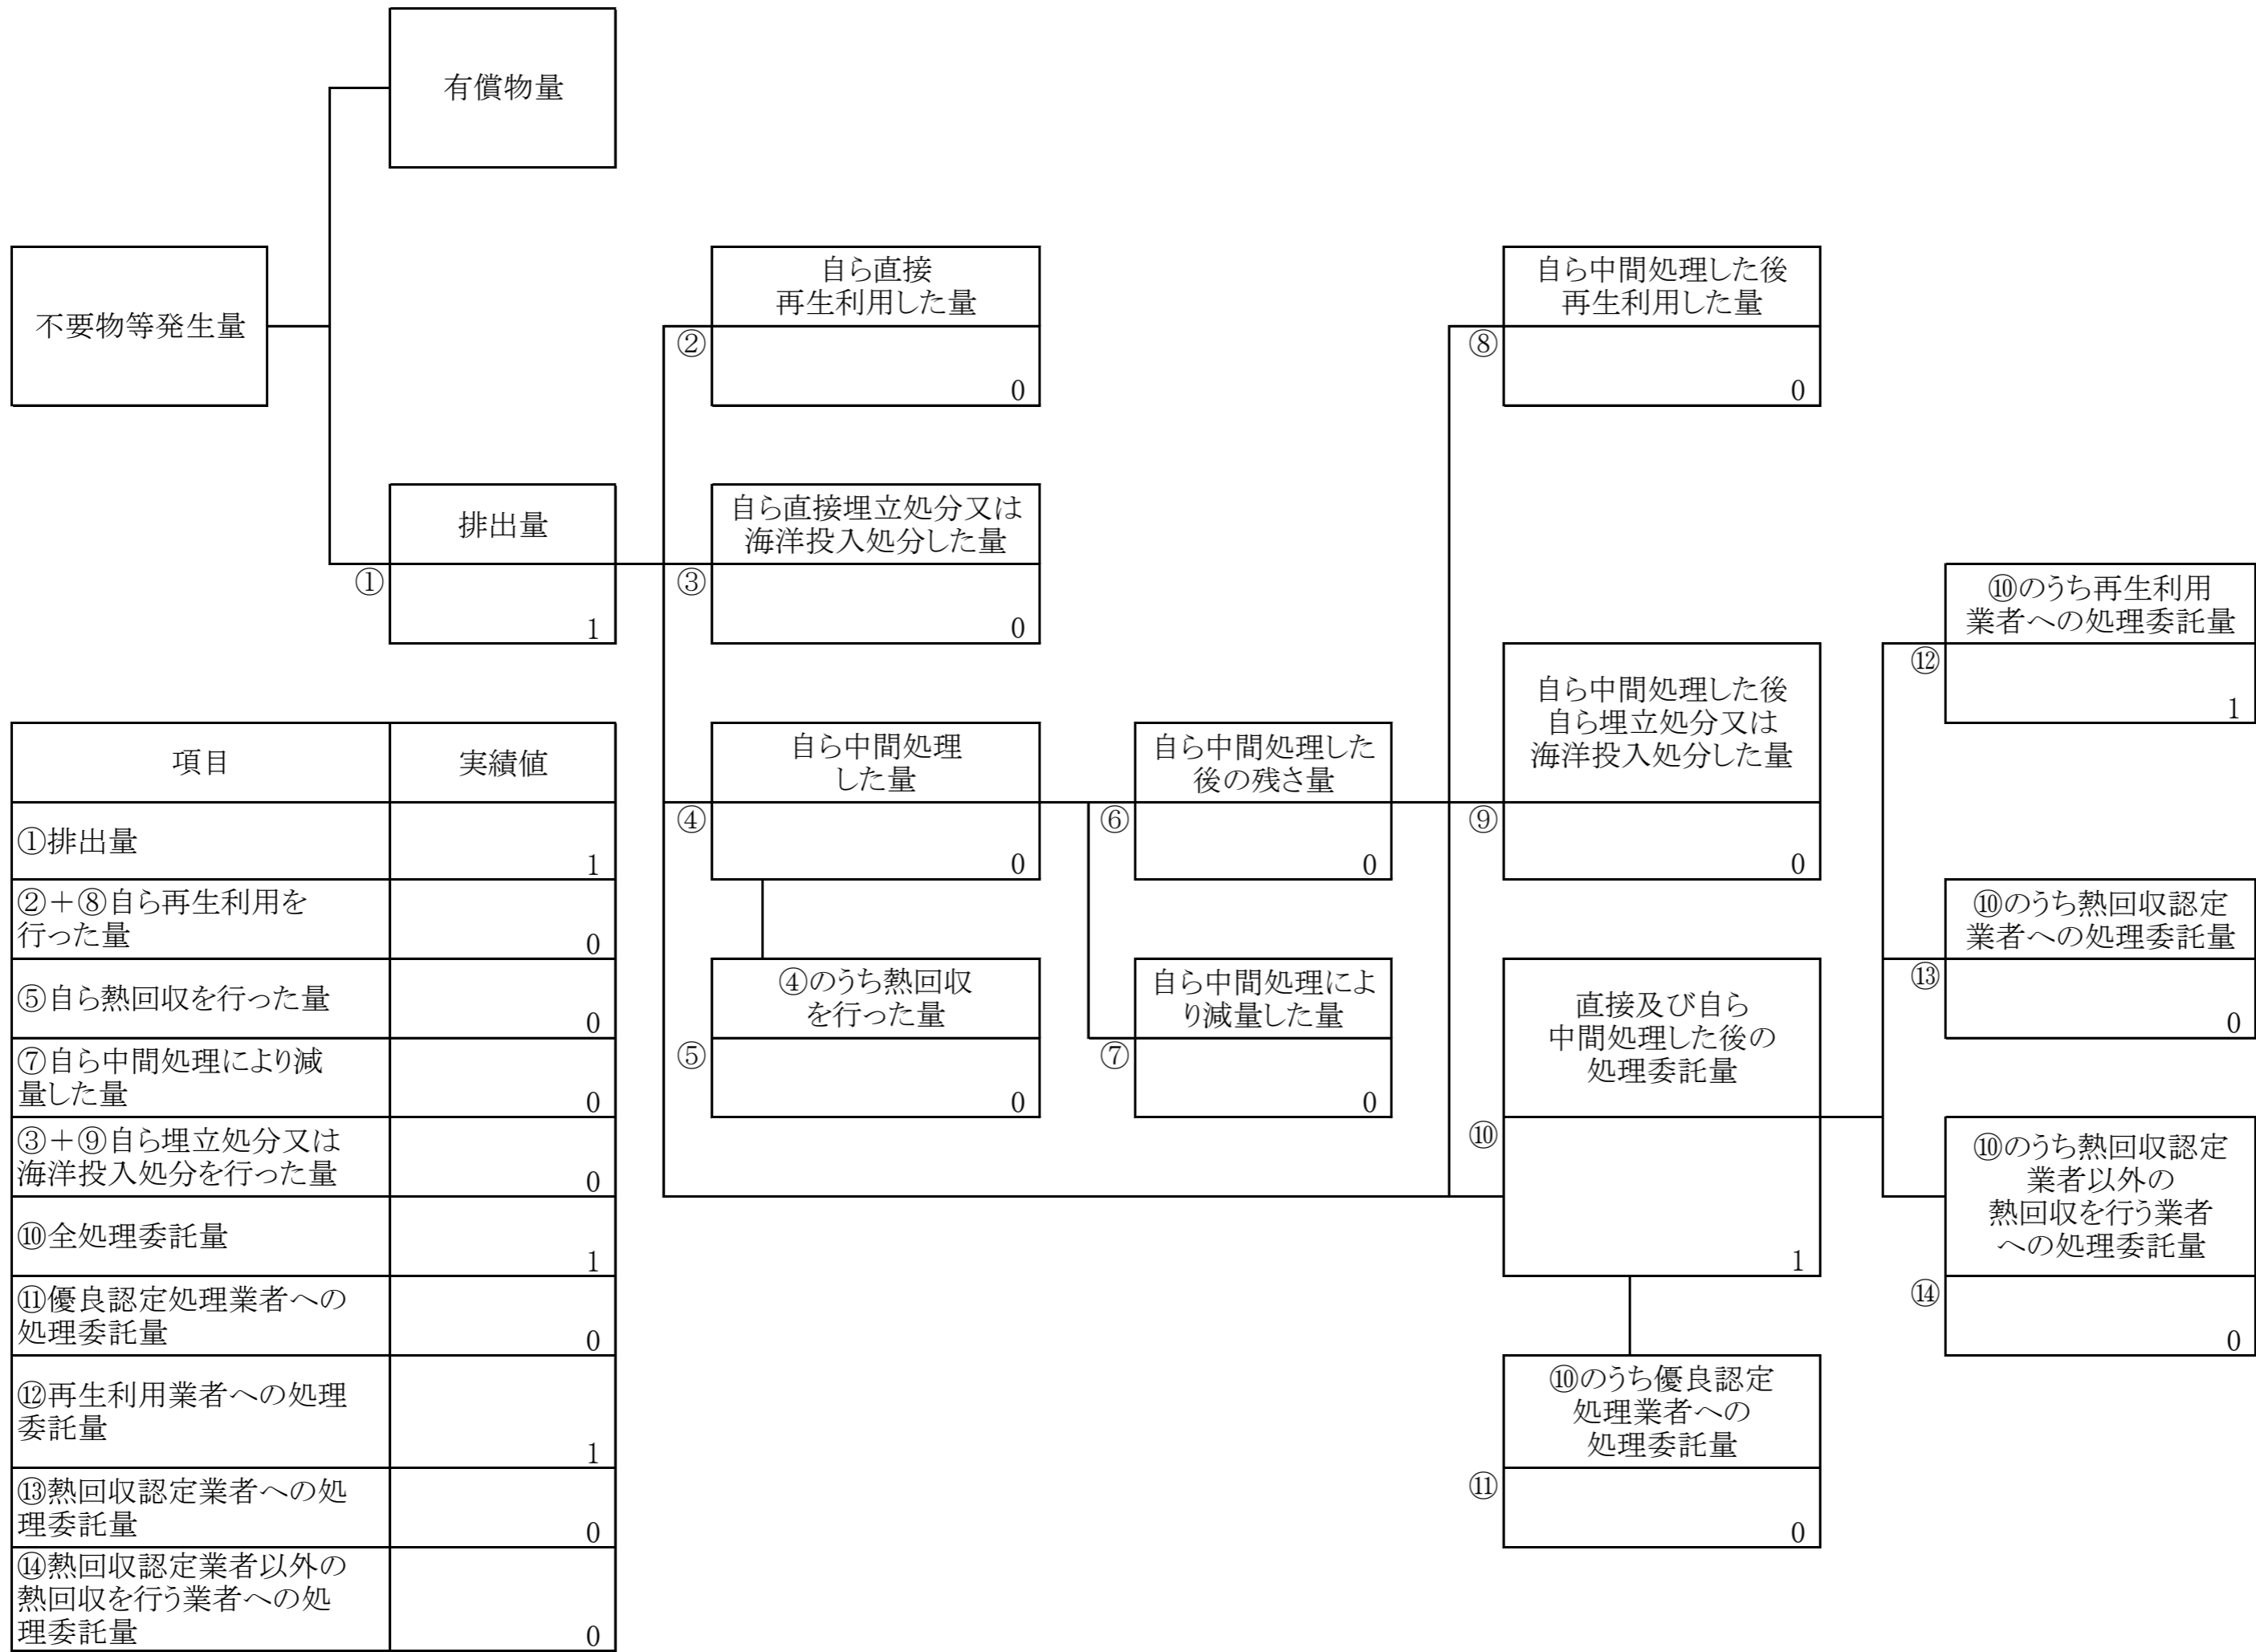 有償物量
不要物等発生量
自ら直接
再生利用した量
②
0
自ら中間処理した後
再生利用した量
⑧
0
排出量
①
1
自ら直接埋立処分又は
海洋投入処分した量
③
0
⑩のうち再生利用
業者への処理委託量
⑫
1
自ら中間処理
した量
④
0
自ら中間処理した
後の残さ量
⑥
0
自ら中間処理した後
自ら埋立処分又は
海洋投入処分した量
⑨
0
⑩のうち熱回収認定
業者への処理委託量
⑬
0
④のうち熱回収
を行った量
⑤
0
自ら中間処理によ
り減量した量
⑦
0
直接及び自ら
中間処理した後の
処理委託量
⑩
1
⑩のうち熱回収認定
業者以外の
熱回収を行う業者
への処理委託量
⑭
0
⑩のうち優良認定
処理業者への
処理委託量
⑪
0
項目 実績値
①排出量
1
②+⑧自ら再生利用を
行った量
0
⑤自ら熱回収を行った量
0
⑦自ら中間処理により減
量した量
0
③+⑨自ら埋立処分又は
海洋投入処分を行った量
0
⑩全処理委託量
1
⑪優良認定処理業者への
処理委託量
0
⑫再生利用業者への処理
委託量
1
⑬熱回収認定業者への処
理委託量
0
⑭熱回収認定業者以外の
熱回収を行う業者への処
理委託量
0